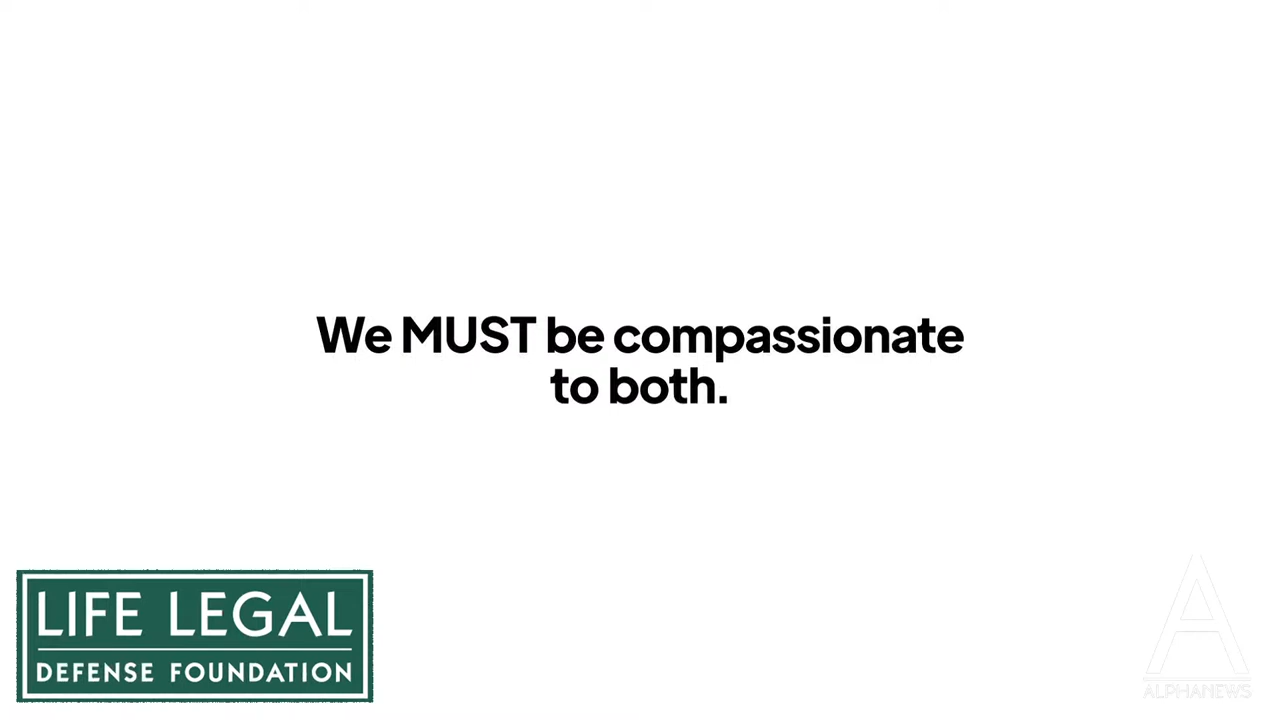 We MUST be compassionate
to both.
LIFE LEGAL
DEFENSE FOUNDATION
ALPHANEWS